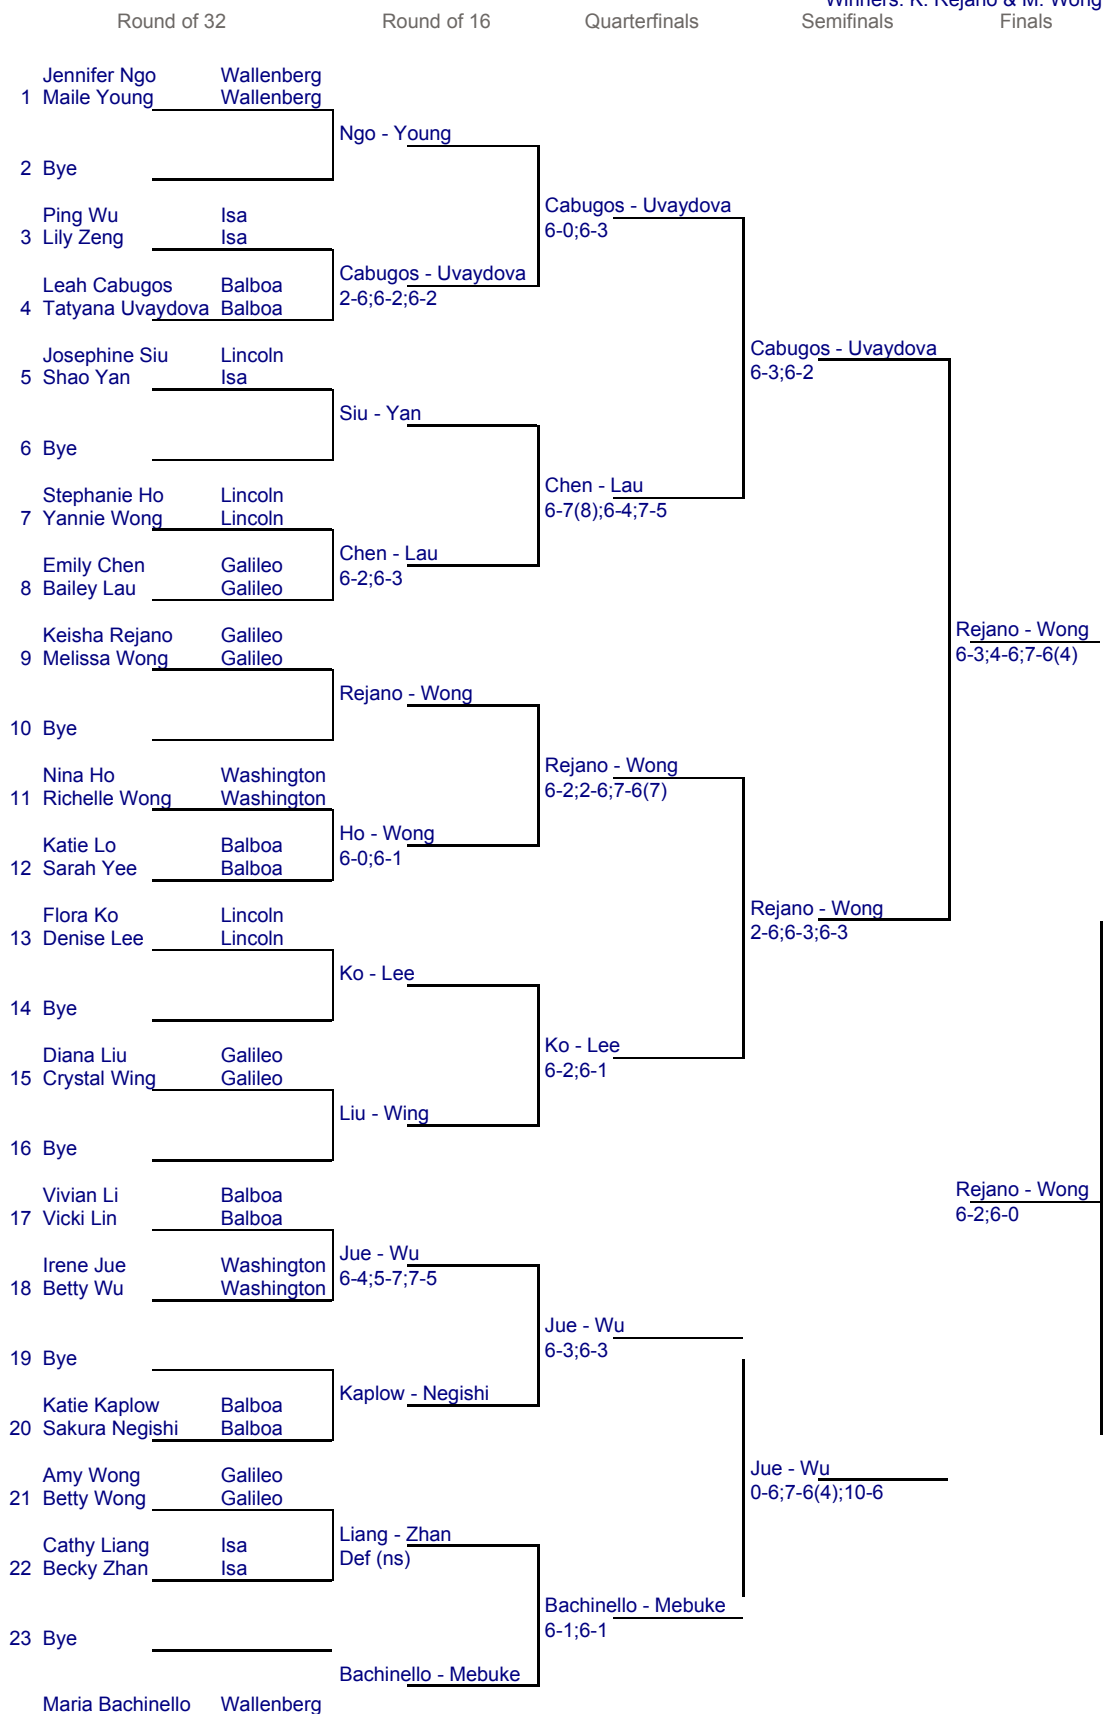 Winners: K. Rejano & M. Wong
Round of 32 Round of 16 Quarterfinals Semifinals Finals
Jennifer Ngo Wallenberg
1 Maile Young Wallenberg
Ngo - Young
2 Bye
Cabugos - Uvaydova
6-0;6-3
Ping Wu Isa
3 Lily Zeng Isa
Cabugos - Uvaydova
2-6;6-2;6-2
Leah Cabugos Balboa
4 Tatyana Uvaydova Balboa
Cabugos - Uvaydova
6-3;6-2
Josephine Siu Lincoln
5 Shao Yan Isa
Siu - Yan
6 Bye
Chen - Lau
6-7(8);6-4;7-5
Stephanie Ho Lincoln
7 Yannie Wong Lincoln
Chen - Lau
6-2;6-3
Emily Chen Galileo
8 Bailey Lau Galileo
Rejano - Wong
6-3;4-6;7-6(4)
Keisha Rejano Galileo
9 Melissa Wong Galileo
Rejano - Wong
10 Bye
Rejano - Wong
6-2;2-6;7-6(7)
Nina Ho Washington
11 Richelle Wong Washington
Ho - Wong
6-0;6-1
Katie Lo Balboa
12 Sarah Yee Balboa
Rejano - Wong
2-6;6-3;6-3
Flora Ko Lincoln
13 Denise Lee Lincoln
Ko - Lee
14 Bye
Ko - Lee
6-2;6-1
Diana Liu Galileo
15 Crystal Wing Galileo
Liu - Wing
16 Bye
Rejano - Wong
6-2;6-0
Vivian Li Balboa
17 Vicki Lin Balboa
Jue - Wu
6-4;5-7;7-5
Irene Jue Washington
18 Betty Wu Washington
Jue - Wu
6-3;6-3
19 Bye
Kaplow - Negishi
Katie Kaplow Balboa
20 Sakura Negishi Balboa
Jue - Wu
0-6;7-6(4);10-6
Amy Wong Galileo
21 Betty Wong Galileo
Liang - Zhan
Def (ns)
Cathy Liang Isa
22 Becky Zhan Isa
Bachinello - Mebuke
6-1;6-1
23 Bye
Bachinello - Mebuke
Maria Bachinello Wallenberg